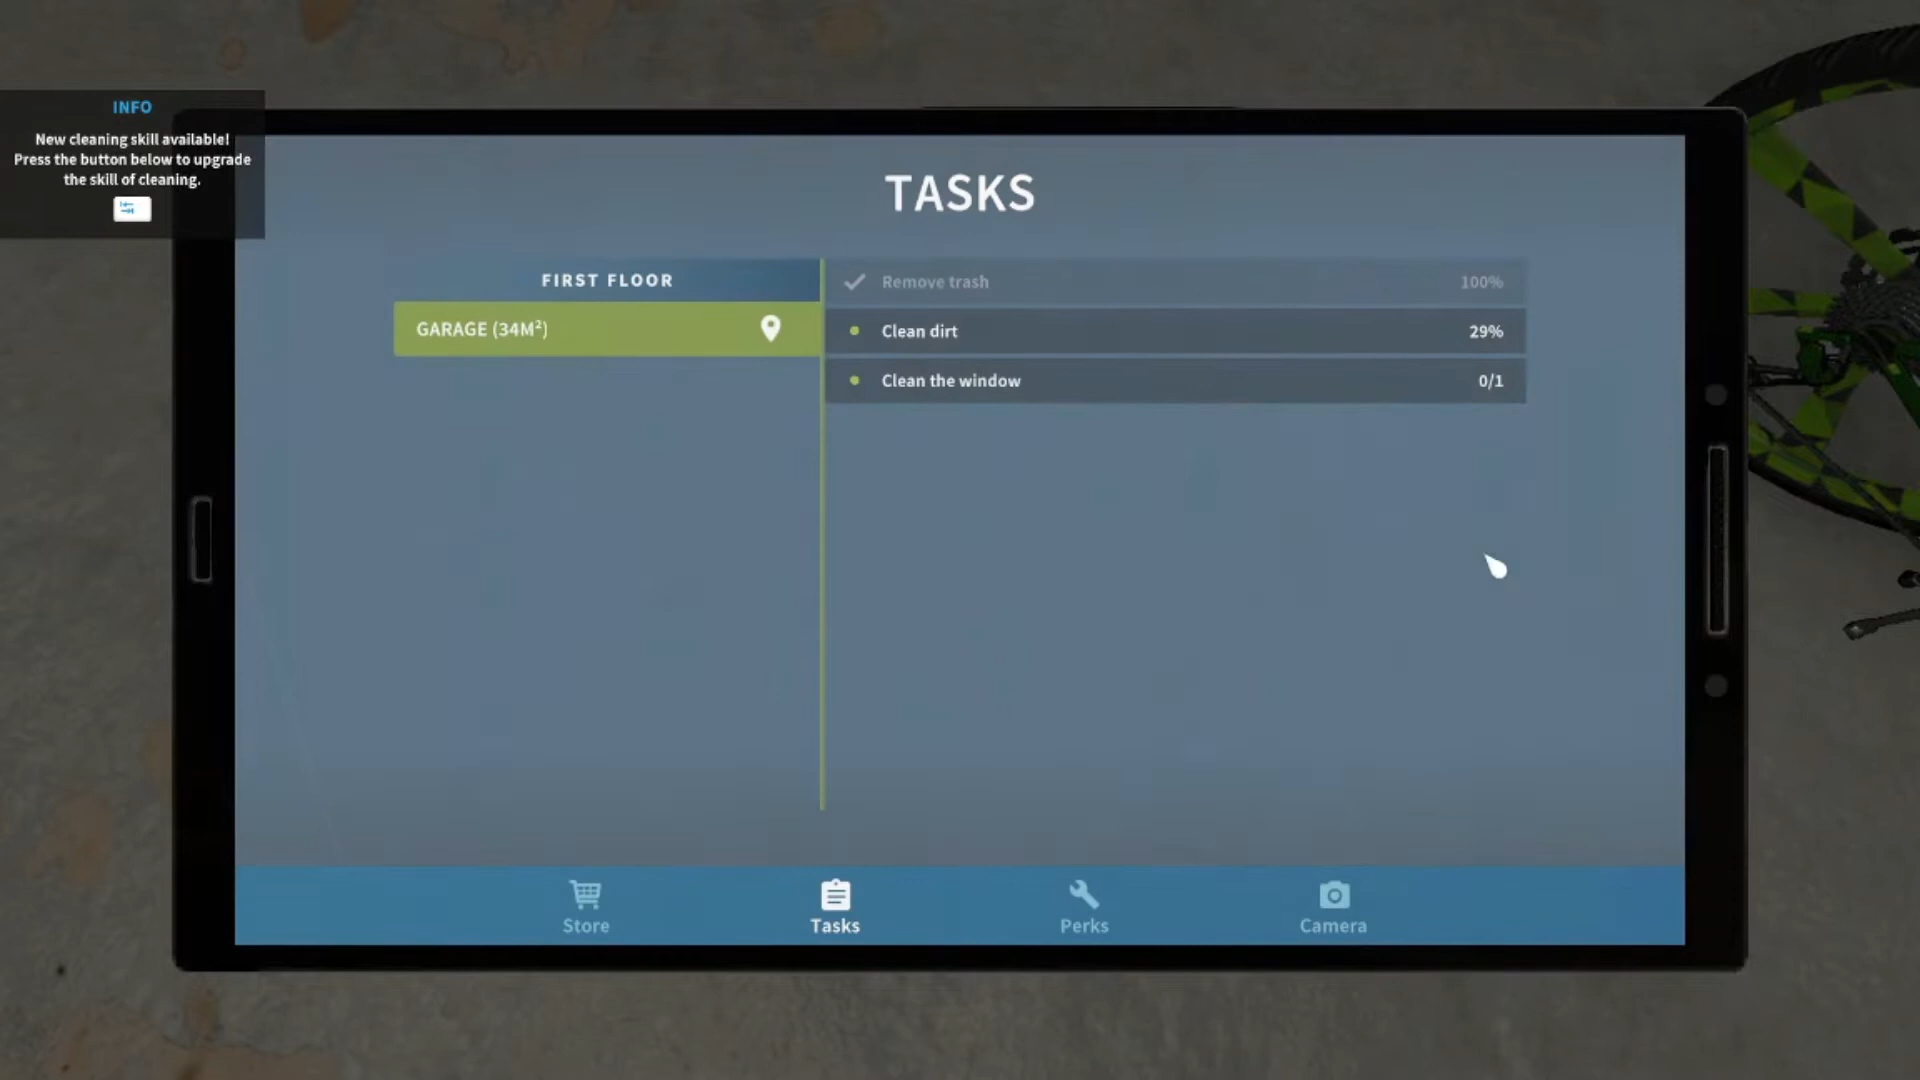 INFO
New cleaning skill available!
Press the button below to upgrade
the skill of cleaning.
TASKS
FIRST FLOOR
GARAGE (34M²)
Remove trash 100%
Clean dirt 29%
Clean the window 0/1
Store Tasks Perks Camera